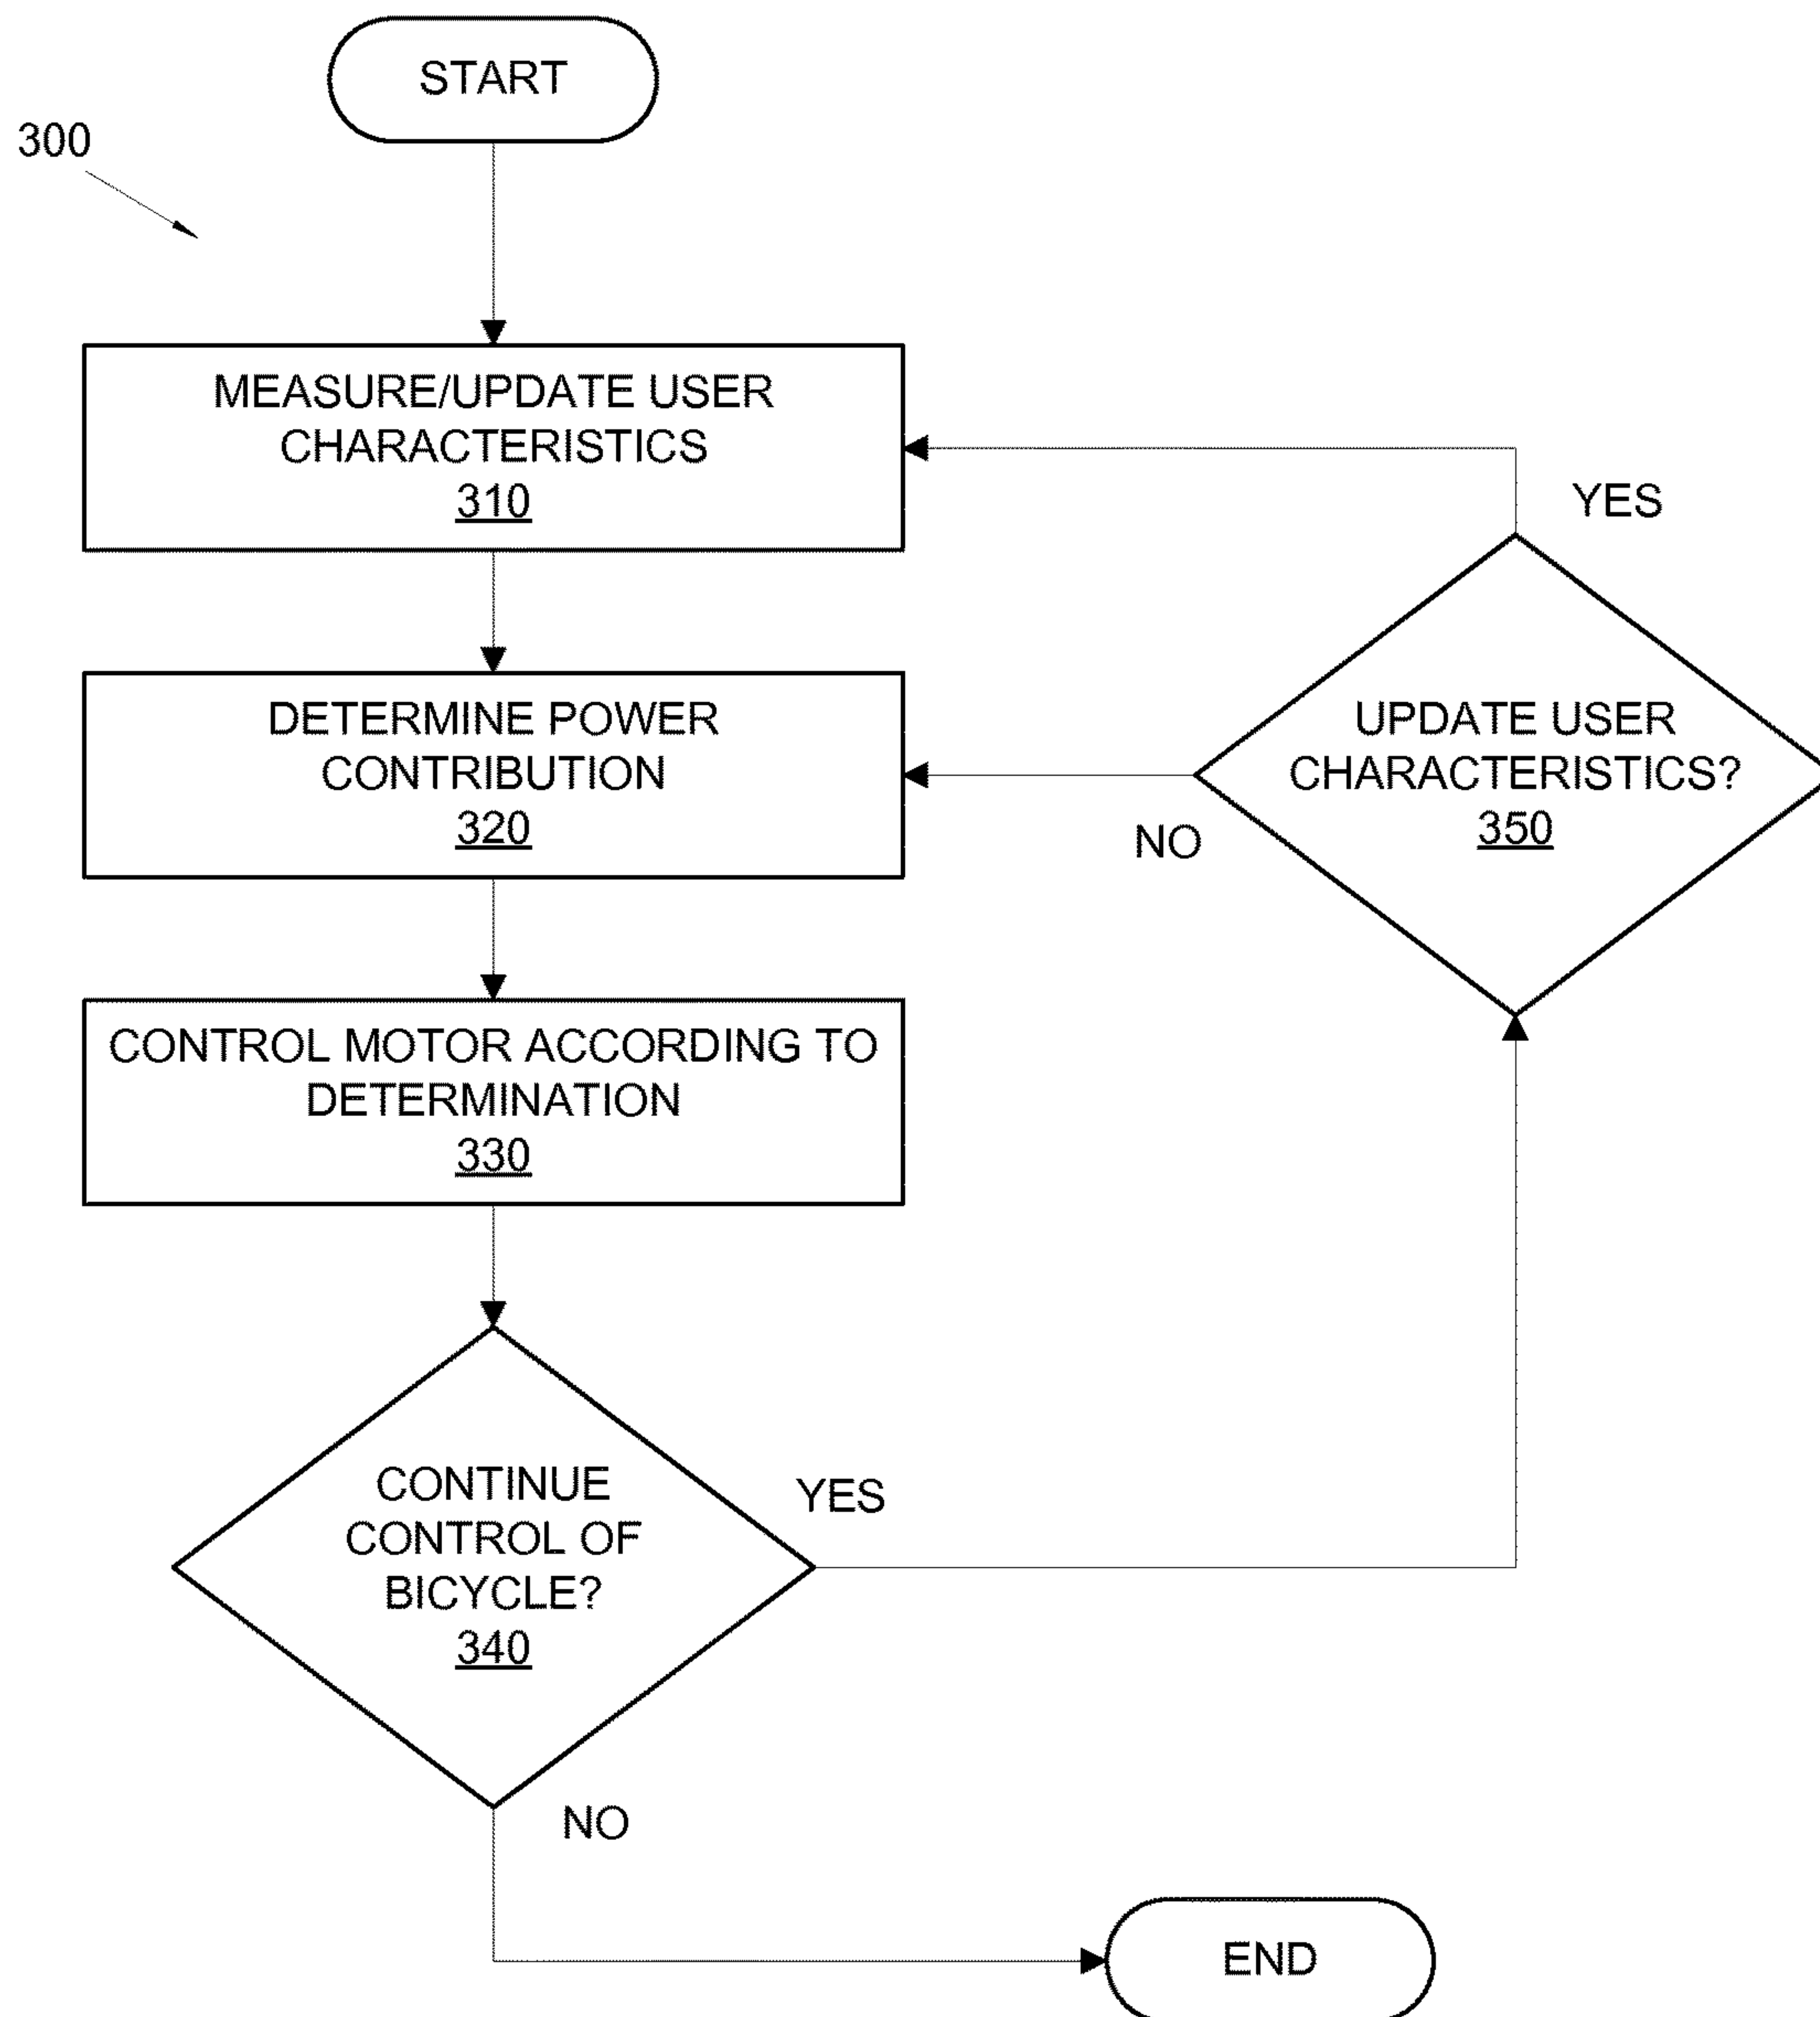 START
300
MEASURE/UPDATE USER
CHARACTERISTICS
310
YES
DETERMINE POWER
CONTRIBUTION
320
UPDATE USER
CHARACTERISTICS?
350
NO
CONTROL MOTOR ACCORDING TO
DETERMINATION
330
CONTINUE
CONTROL OF
BICYCLE?
340
YES
NO
END